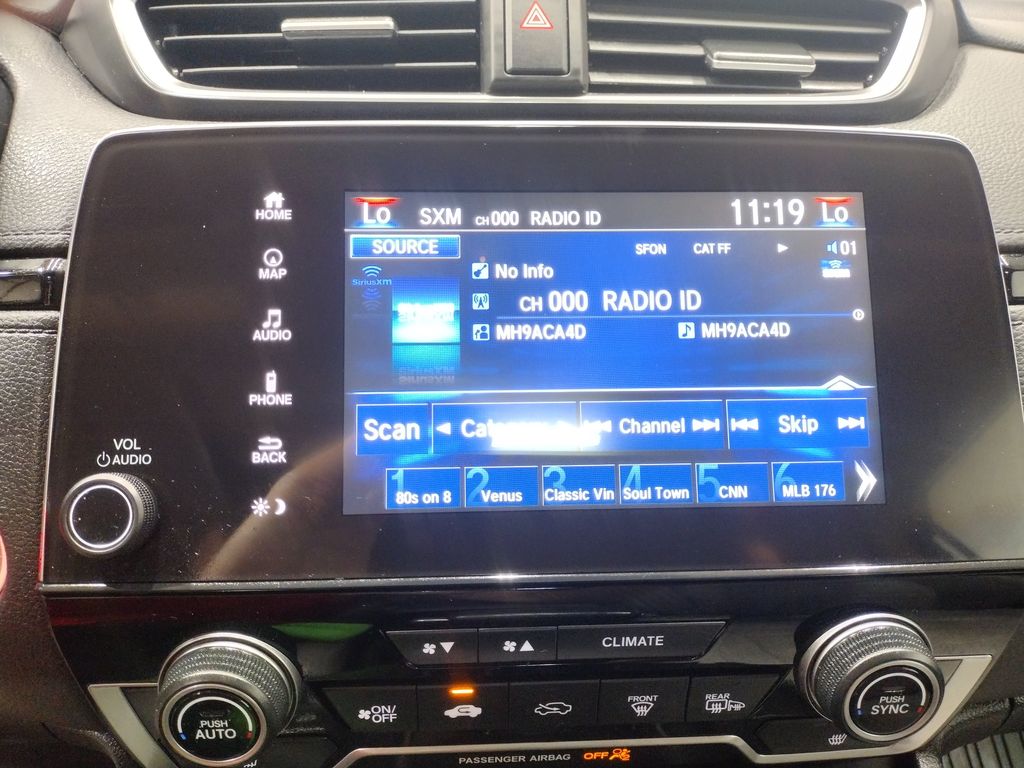 HOME
MAP
AUDIO
PHONE
BACK
VOL
AUDIO
Lo SXM CH 000 RADIO ID 11:19 Lo
SOURCE SFON CAT FF 01
SiriusXM
No Info
CH 000 RADIO ID
MH9ACA4D MH9ACA4D
Scan Channel Skip
1 2 3 4 5 6
80s on 8 Venus Classic Vin Soul Town CNN MLB 176
CLIMATE
PUSH
AUTO
ON/
OFF
FRONT
REAR
PUSH
SYNC
PASSENGER AIRBAG OFF